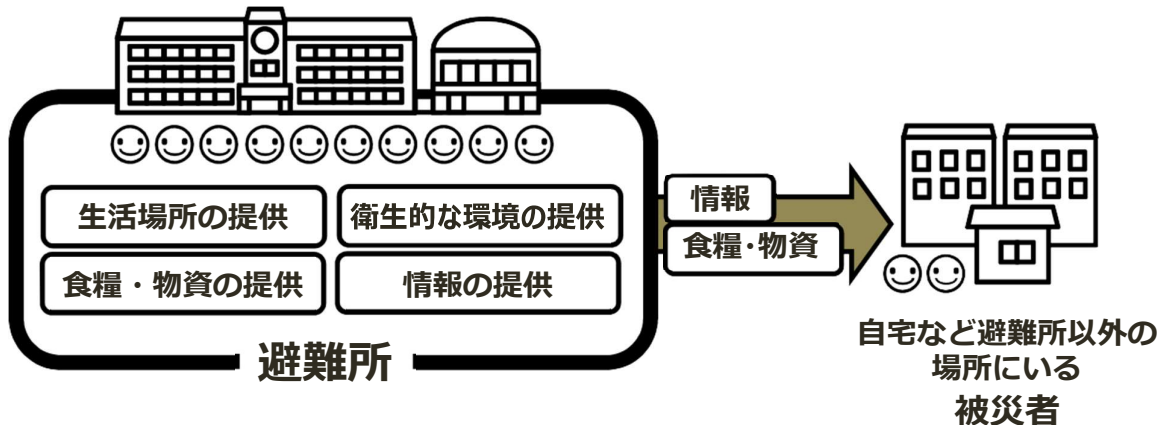 生活場所の提供
衛生的な環境の提供
食糧・物資の提供
情報の提供
避難所
情報
食糧・物資
自宅など避難所以外の
場所にいる
被災者